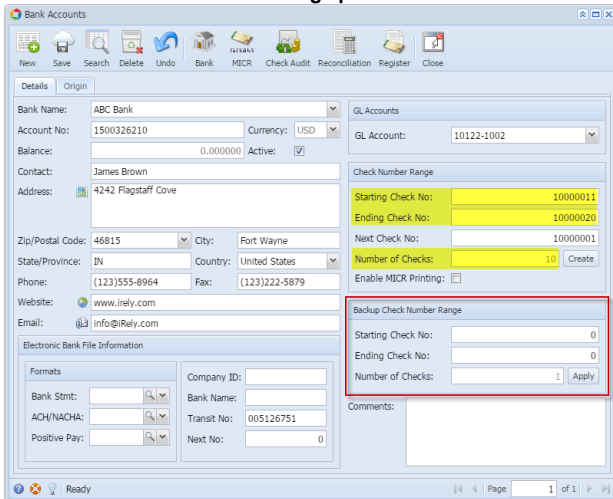 Bank Accounts
New Save Search Delete Undo Bank MICR Check Audit Reconciliation Register Close
Details Origin
Bank Name: ABC Bank
Account No: 1500326210 Currency: USD
Balance: 0.000000 Active:
Contact: James Brown
Address: 4242 Flagstaff Cove
Zip/Postal Code: 46815 City: Fort Wayne
State/Province: IN Country: United States
Phone: (123)555-8964 Fax: (123)222-5879
Website: www.irely.com
Email: info@iRely.com
Electronic Bank File Information
Formats
Bank Stmt:
ACH/NACHA:
Positive Pay:
Company ID:
Bank Name:
Transit No: 005126751
Next No: 0
GL Accounts
GL Account: 10122-1002
Check Number Range
Starting Check No: 10000011
Ending Check No: 10000020
Next Check No: 10000001
Number of Checks: 10 Create
Enable MICR Printing:
Backup Check Number Range
Starting Check No: 0
Ending Check No: 0
Number of Checks: 1 Apply
Comments:
Ready
Page 1 of 1